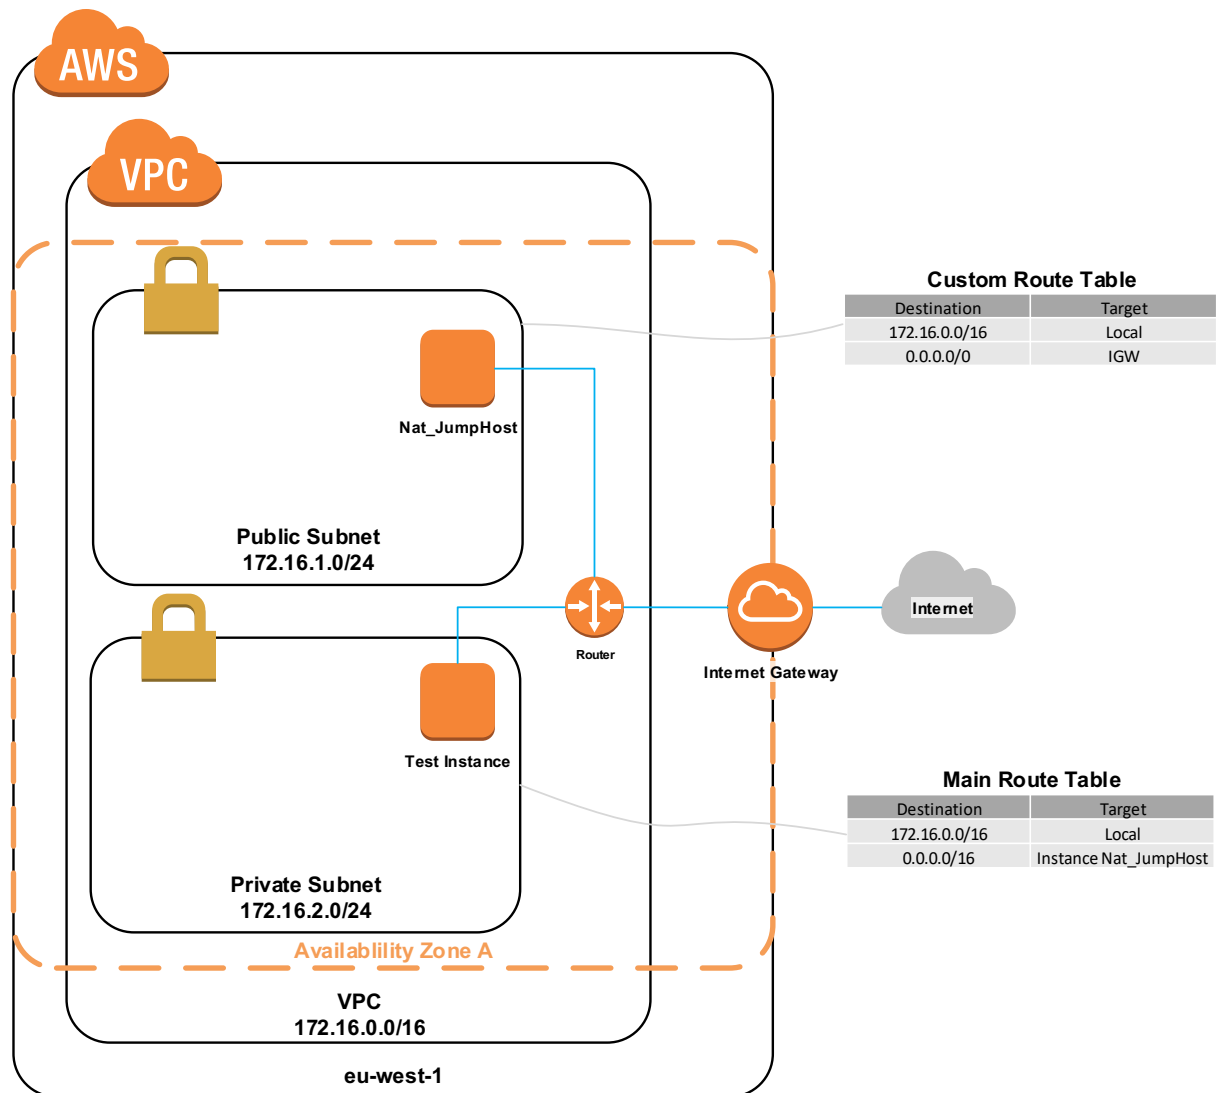 AWS
VPC
Nat_JumpHost
Public Subnet
172.16.1.0/24
Router
Internet Gateway
Internet
Test Instance
Private Subnet
172.16.2.0/24
Availablility Zone A
VPC
172.16.0.0/16
eu-west-1
Custom Route Table
Destination Target
172.16.0.0/16 Local
0.0.0.0/0 IGW
Main Route Table
Destination Target
172.16.0.0/16 Local
0.0.0.0/16 Instance Nat_JumpHost